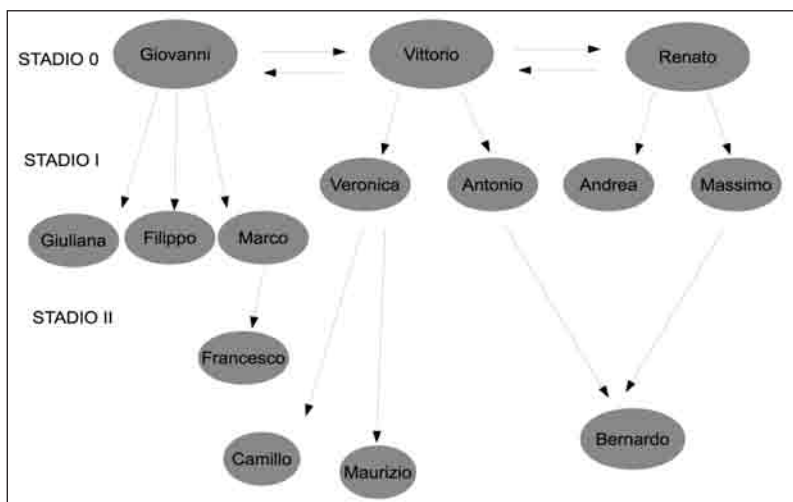 STADIO 0
Giovanni
Vittorio
Renato
STADIO I
Veronica
Antonio
Andrea
Massimo
Giuliana
Filippo
Marco
STADIO II
Francesco
Bernardo
Camillo
Maurizio